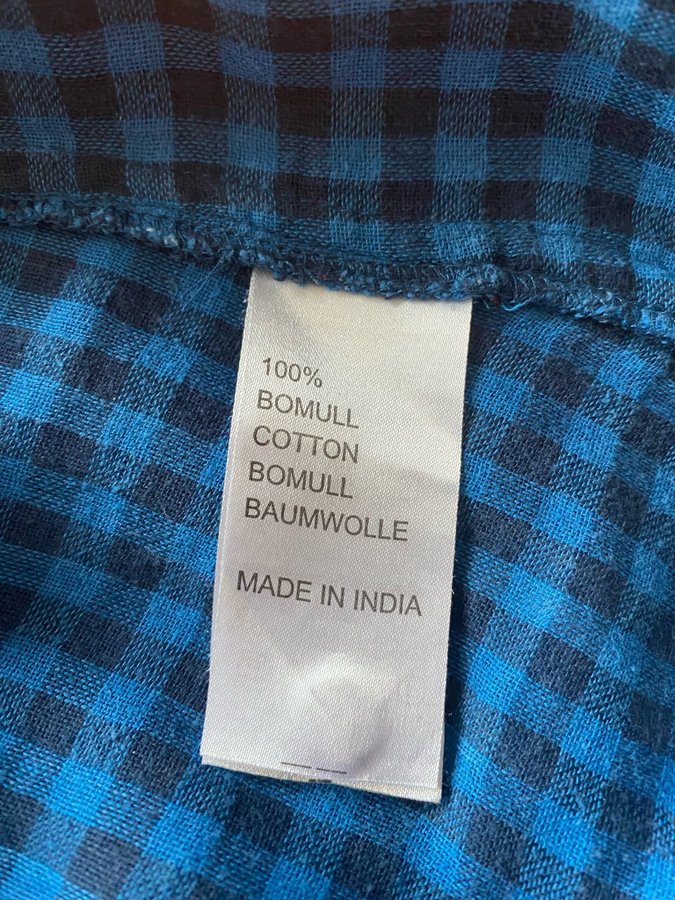 100%
BOMULL
COTTON
BOMULL
BAUMWOLLE
MADE IN INDIA